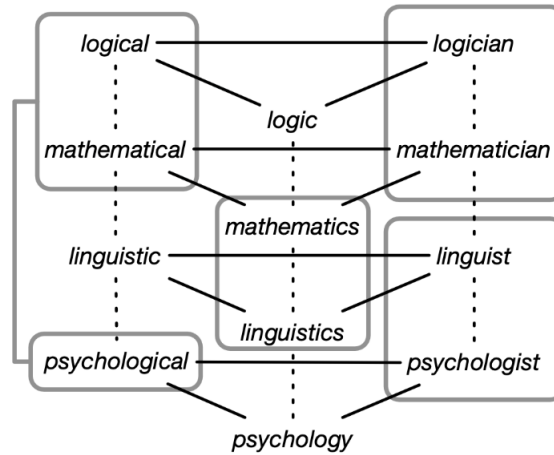 logical logician
logic
mathematical mathematician
mathematics
linguistic linguist
linguistics
psychological psychologist
psychology